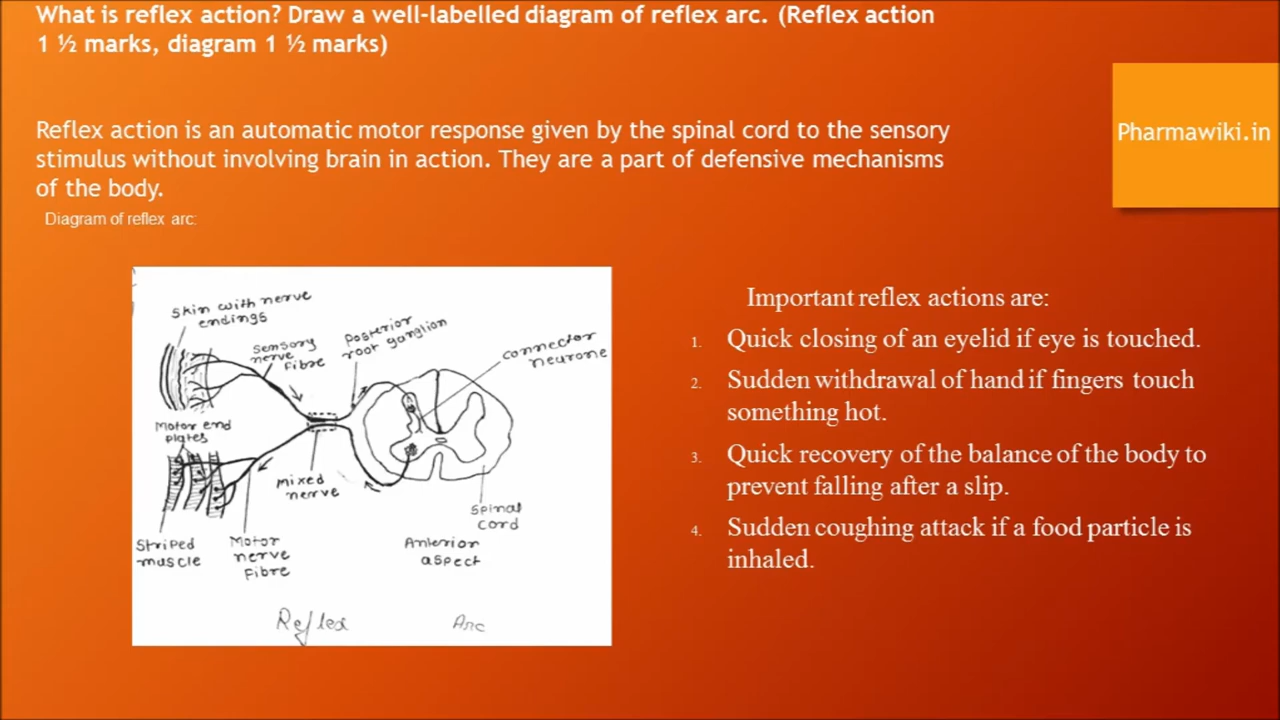 What is reflex action? Draw a well-labelled diagram of reflex arc. (Reflex action
1 ½ marks, diagram 1 ½ marks)
Pharmawiki.in
Reflex action is an automatic motor response given by the spinal cord to the sensory
stimulus without involving brain in action. They are a part of defensive mechanisms
of the body.
Diagram of reflex arc:
Skin with nerve
endings
Sensory
nerve
fibre
Posterior
root ganglion
connector
neurone
Motor end
plates
mixed
nerve
Spinal
cord
Striped
muscle
Motor
nerve
fibre
Anterior
aspect
Reflex Arc
Important reflex actions are:
1. Quick closing of an eyelid if eye is touched.
2. Sudden withdrawal of hand if fingers touch
something hot.
3. Quick recovery of the balance of the body to
prevent falling after a slip.
4. Sudden coughing attack if a food particle is
inhaled.